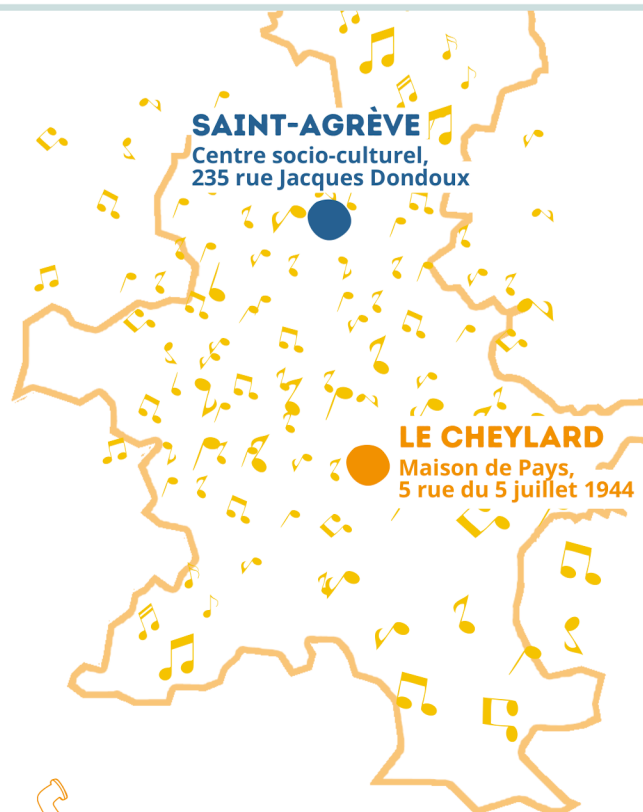 SAINT-AGRÈVE
Centre socio-culturel,
235 rue Jacques Dondoux
LE CHEYLARD
Maison de Pays,
5 rue du 5 juillet 1944